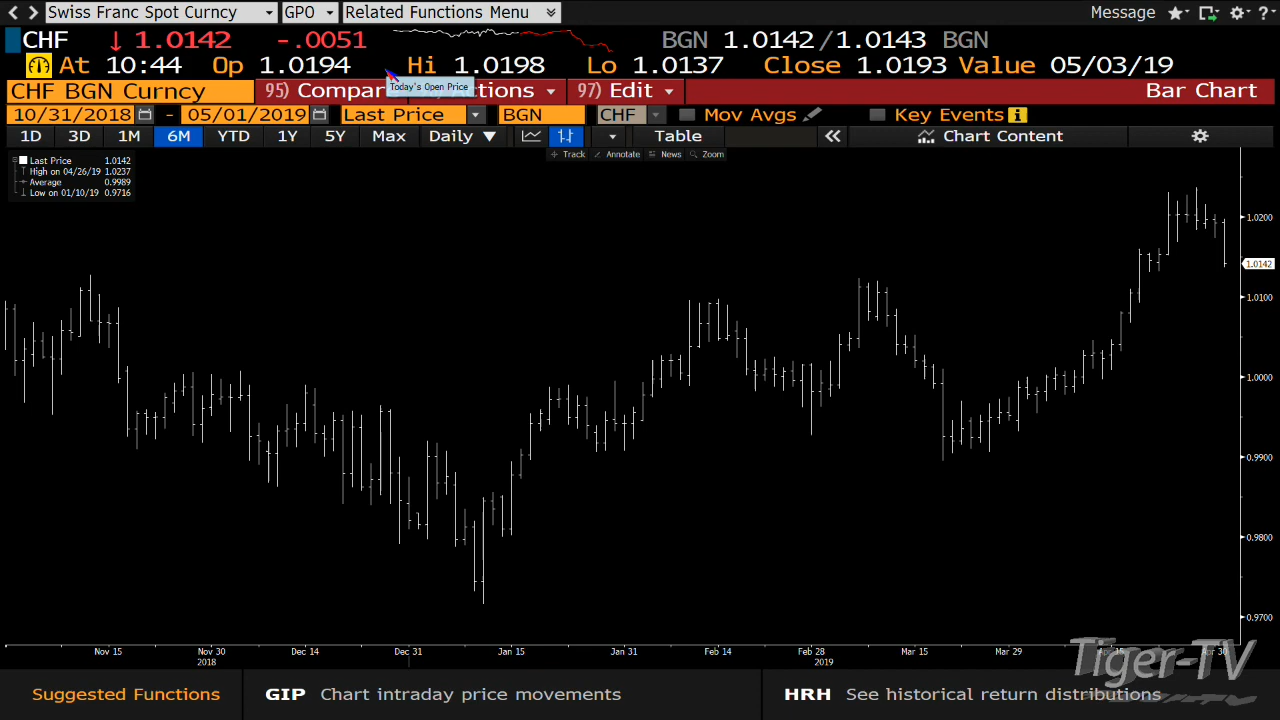 Swiss Franc Spot Curncy GPO Related Functions Menu Message
CHF 1.0142 -.0051 BGN 1.0142/1.0143 BGN
At 10:44 Op 1.0194 Hi 1.0198 Lo 1.0137 Close 1.0193 Value 05/03/19
Today's Open Price
CHF BGN Curncy 95) Compar ctions 97) Edit Bar Chart
10/31/2018 - 05/01/2019 Last Price BGN CHF Mov Avgs Key Events
1D 3D 1M 6M YTD 1Y 5Y Max Daily Table Chart Content
Track Annotate News Zoom
Last Price 1.0142
High on 04/26/19 1.0237
Average 0.9989
Low on 01/10/19 0.9716
1.0200
1.0142
1.0100
1.0000
0.9900
0.9800
0.9700
Nov 15 Nov 30 Dec 14 Dec 31 Jan 15 Jan 31 Feb 14 Feb 28 Mar 15 Mar 29 Apr 15 Apr 30
2018 2019
Tiger-TV
Suggested Functions GIP Chart intraday price movements HRH See historical return distributions